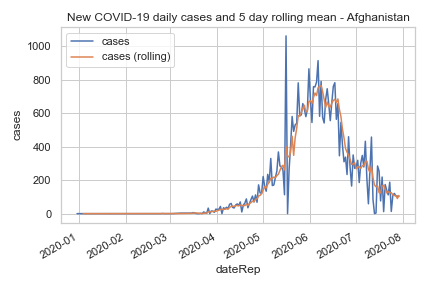 New COVID-19 daily cases and 5 day rolling mean - Afghanistan
cases
cases (rolling)
1000
800
600
400
200
0
cases
2020-01
2020-02
2020-03
2020-04
2020-05
2020-06
2020-07
2020-08
dateRep